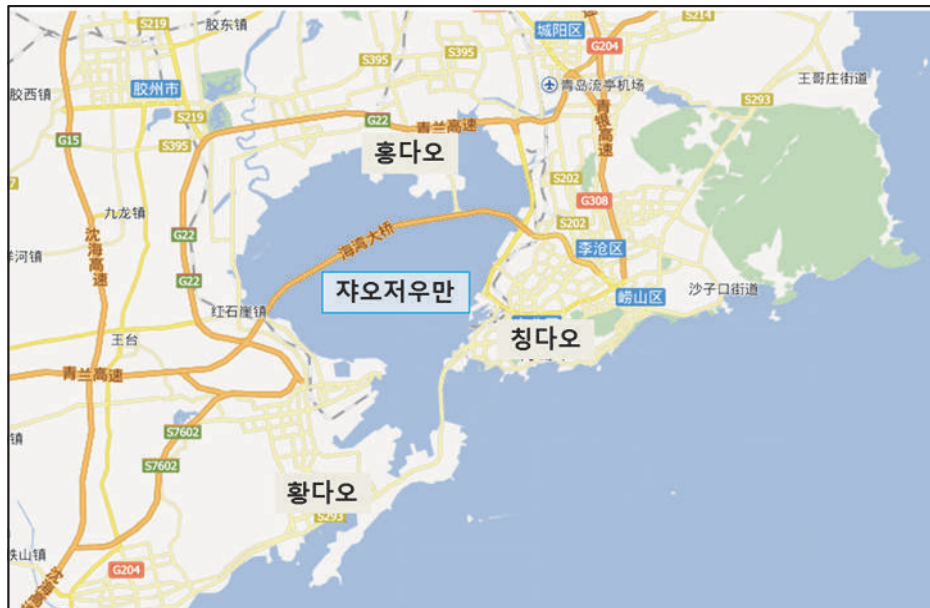 S219
胶东镇
S395
S395
城阳区
G204
S214
胶西镇
胶州市
青岛流亭机场
王哥庄街道
S293
S219
G22
青兰高速
青银高速
G15
S395
홍다오
S202
G308
九龙镇
G22
海湾大桥
S202
李沧区
沈海高速
G22
쟈오저우만
崂山区
沙子口街道
红石崖镇
王台
칭다오
青兰高速
S7602
S7602
황다오
S293
G204
沈海高速